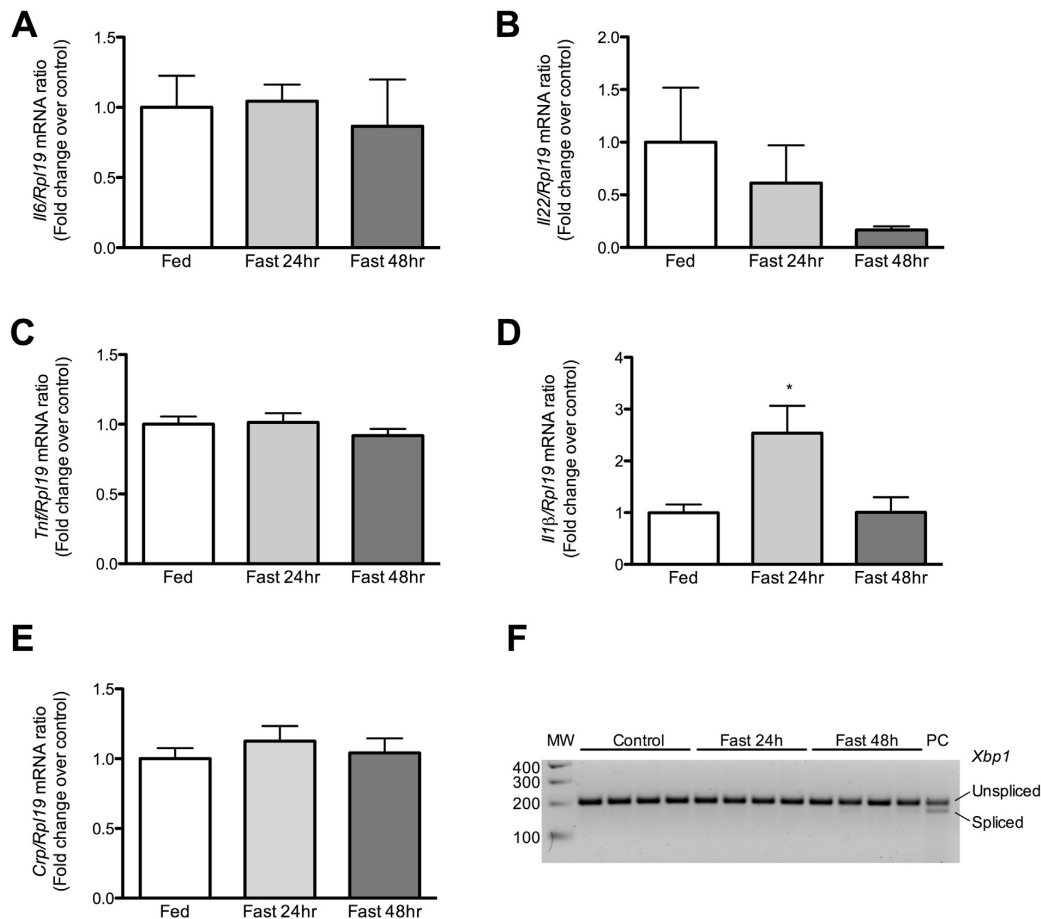 A
Il6/Rpl19 mRNA ratio
(Fold change over control)
1.5
1.0
0.5
0.0
Fed Fast 24hr Fast 48hr
B
Il22/Rpl19 mRNA ratio
(Fold change over control)
2.0
1.5
1.0
0.5
0.0
Fed Fast 24hr Fast 48hr
C
Tnf/Rpl19 mRNA ratio
(Fold change over control)
1.5
1.0
0.5
0.0
Fed Fast 24hr Fast 48hr
D
Il1β/Rpl19 mRNA ratio
(Fold change over control)
4
3
2
1
0
*
Fed Fast 24hr Fast 48hr
E
Crp/Rpl19 mRNA ratio
(Fold change over control)
1.5
1.0
0.5
0.0
Fed Fast 24hr Fast 48hr
F
MW Control Fast 24h Fast 48h PC
Xbp1
400
300
200
100
Unspliced
Spliced